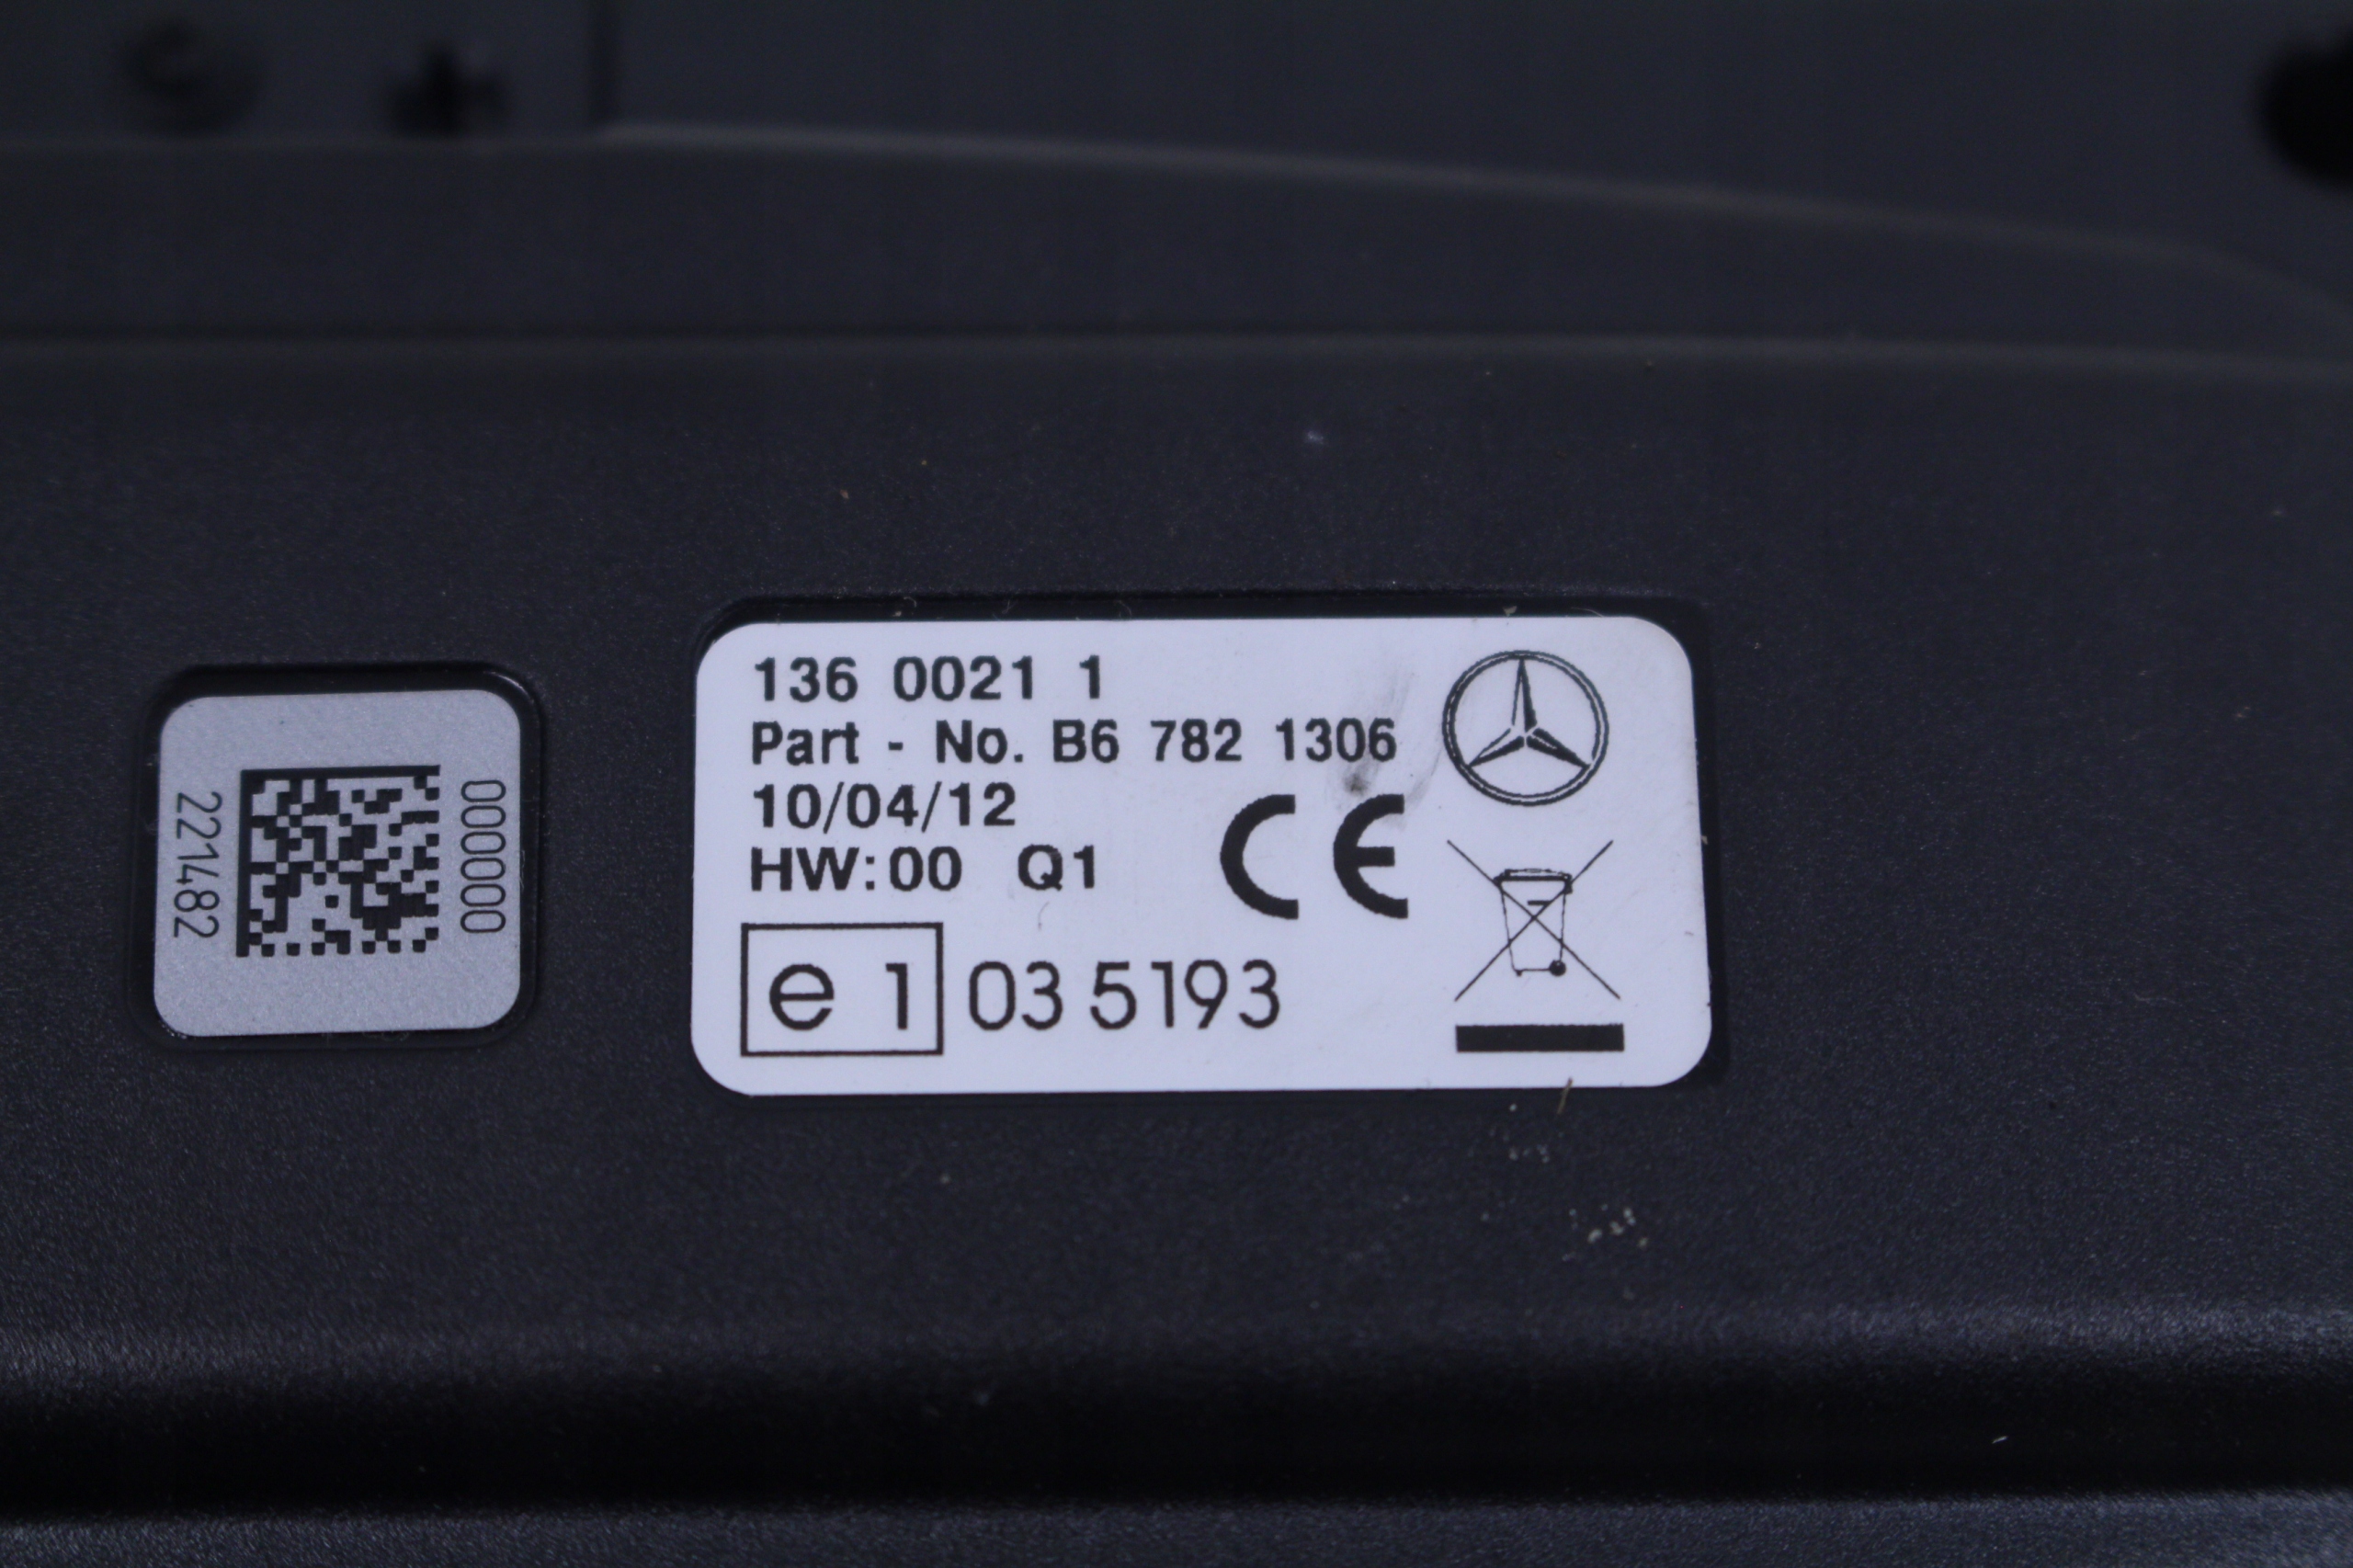 000000
221482
136 0021 1
Part - No. B6 782 1306
10/04/12
HW:00 Q1
CE
e 1 03 5193